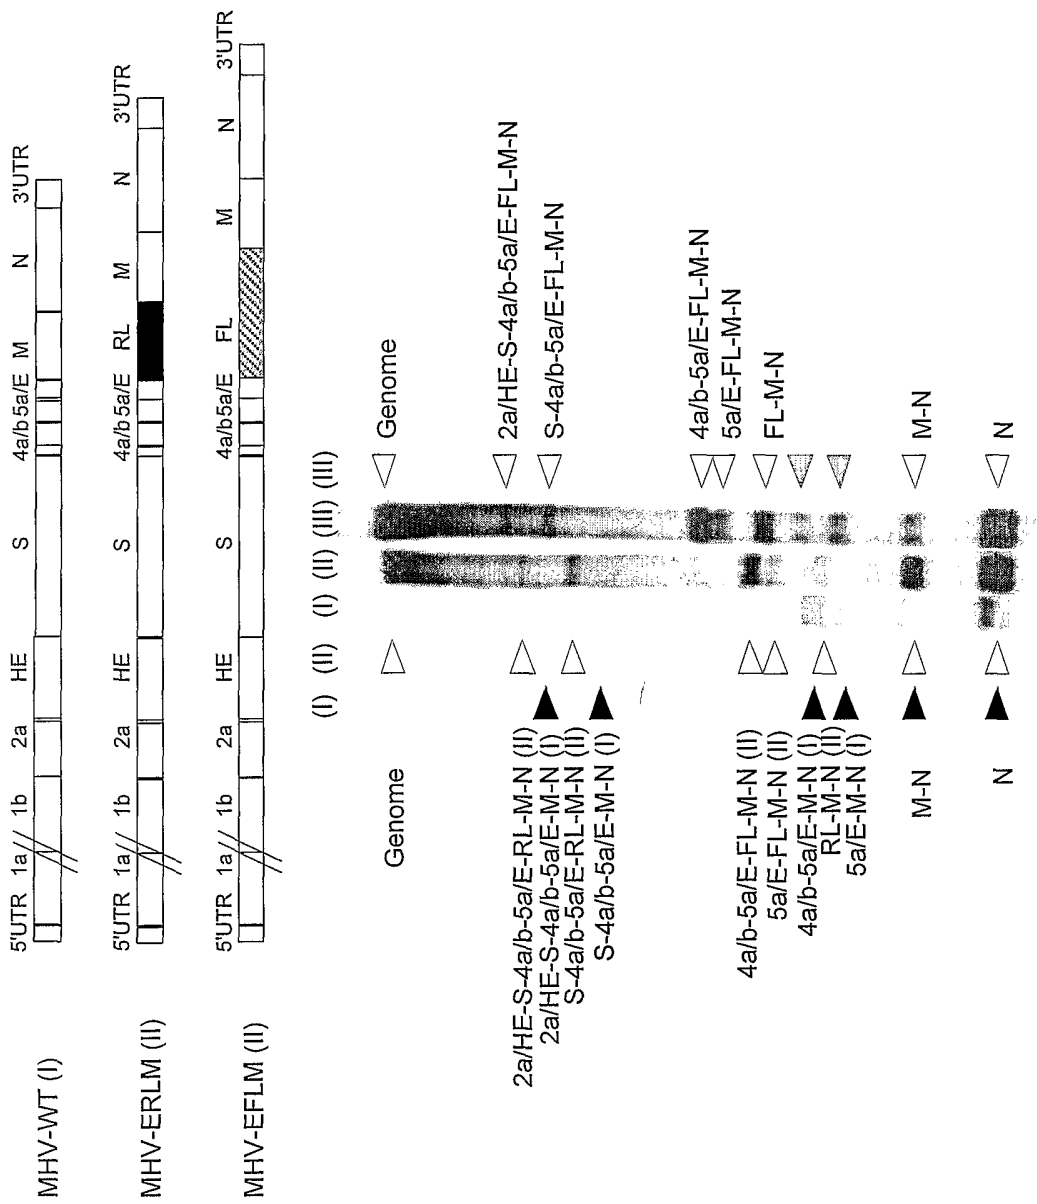 MHV-WT (I)
5'UTR 1a 1b 2a HE S 4a/b 5a/E M N 3'UTR
MHV-ERLM (II)
5'UTR 1a 1b 2a HE S 4a/b 5a/E RL M N 3'UTR
MHV-EFLM (II)
5'UTR 1a 1b 2a HE S 4a/b 5a/E FL M N 3'UTR
(I) (II) (I) (II) (III) (III)
Genome
2a/HE-S-4a/b-5a/E-RL-M-N (II)
2a/HE-S-4a/b-5a/E-M-N (I)
S-4a/b-5a/E-RL-M-N (II)
S-4a/b-5a/E-M-N (I)
4a/b-5a/E-FL-M-N (II)
5a/E-FL-M-N (II)
4a/b-5a/E-M-N (I)
RL-M-N (II)
5a/E-M-N (I)
M-N
N
Genome
2a/HE-S-4a/b-5a/E-FL-M-N
S-4a/b-5a/E-FL-M-N
4a/b-5a/E-FL-M-N
5a/E-FL-M-N
FL-M-N
M-N
N